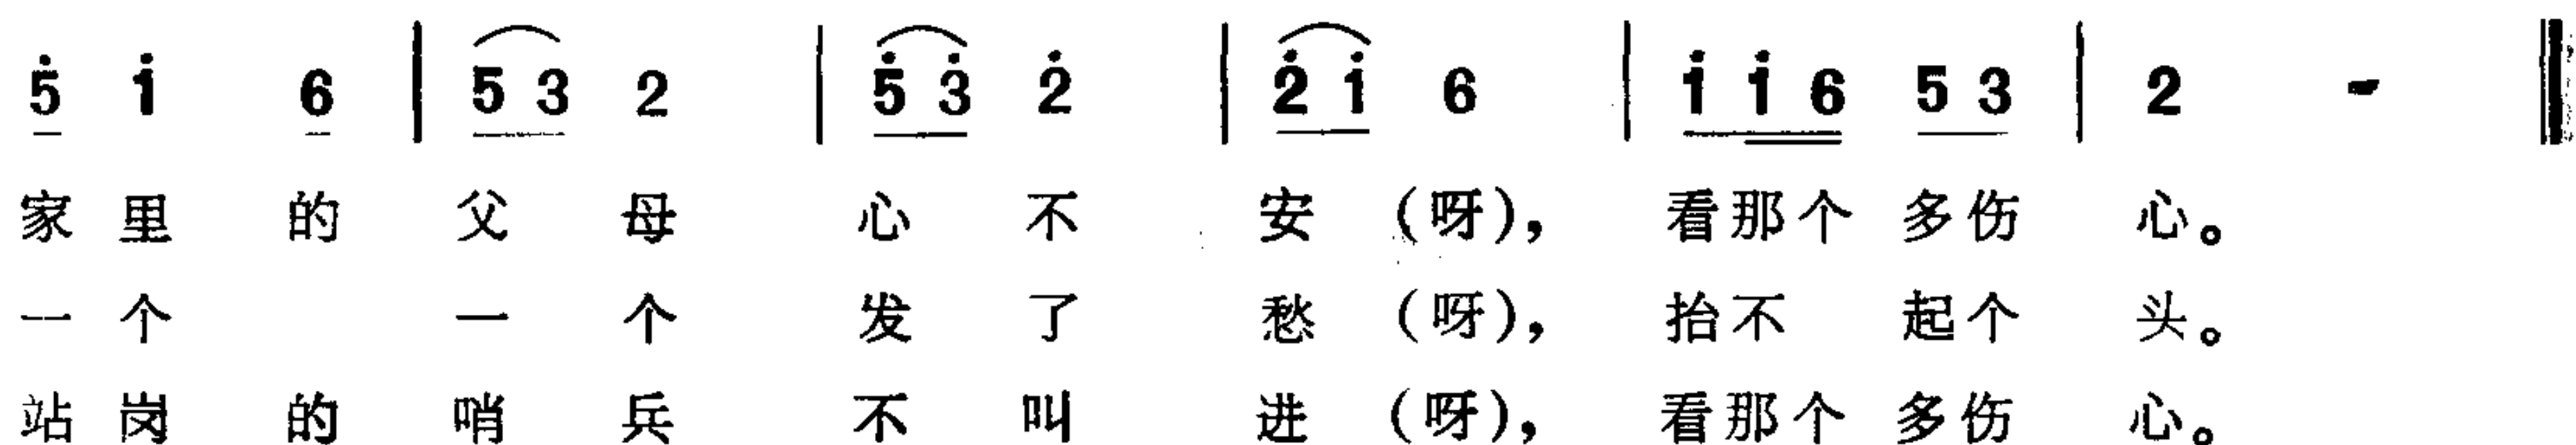 5̇ 1̇ 6 | 5 3 2 | 5̇ 3̇ 2̇ | 2̇ 1̇ 6 | 1̇ 1̇ 6 5 3 | 2 - ‖
家里的父母心不安(呀),看那个多伤心。
一个一个发了愁(呀),抬不起个头。
站岗的哨兵不叫进(呀),看那个多伤心。